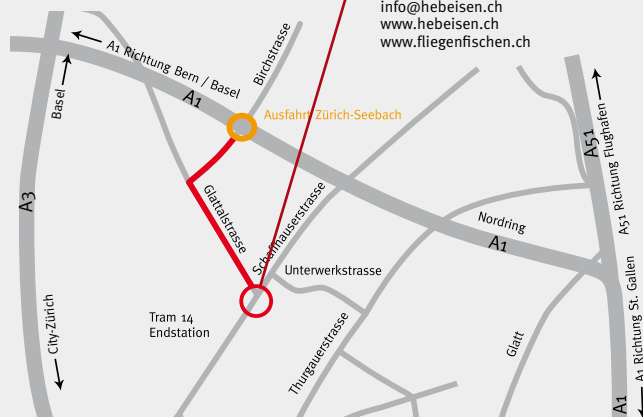 info@hebeisen.ch
www.hebeisen.ch
www.fliegenfischen.ch
A1 Richtung Bern / Basel
Birchstrasse
Basel
A1
Ausfahrt Zürich-Seebach
A51
A51 Richtung Flughafen
A3
Glattalstrasse
Schaffhauserstrasse
Nordring
A1
Unterwerkstrasse
City-Zürich
Tram 14
Endstation
Thurgauerstrasse
Glatt
A1 Richtung St. Gallen
A1